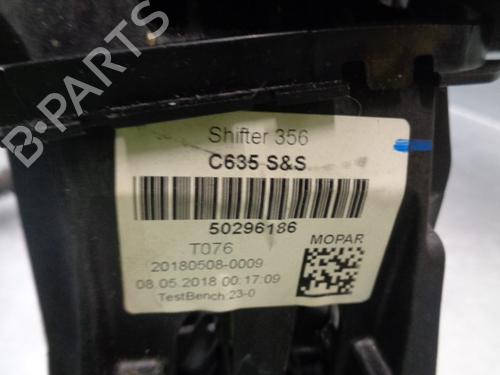 B-PARTS
Shifter 356
C635 S&S
50296186
T076
MOPAR
20180508-0009
08.05.2018 00:17:09
TestBench 23-0